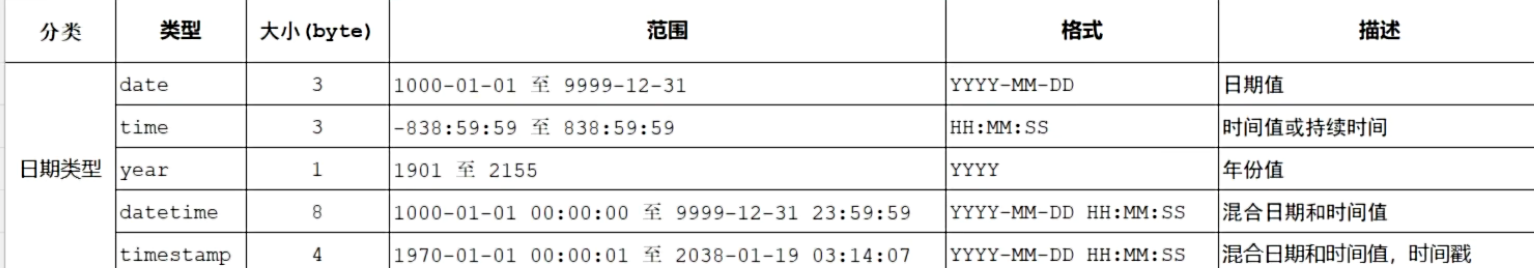 分类 类型 大小(byte) 范围 格式 描述
date 3 1000-01-01 至 9999-12-31 YYYY-MM-DD 日期值
time 3 -838:59:59 至 838:59:59 HH:MM:SS 时间值或持续时间
日期类型 year 1 1901 至 2155 YYYY 年份值
datetime 8 1000-01-01 00:00:00 至 9999-12-31 23:59:59 YYYY-MM-DD HH:MM:SS 混合日期和时间值
timestamp 4 1970-01-01 00:00:01 至 2038-01-19 03:14:07 YYYY-MM-DD HH:MM:SS 混合日期和时间值，时间戳